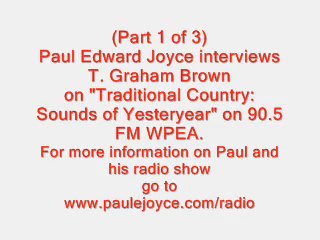 (Part 1 of 3)
Paul Edward Joyce interviews
T. Graham Brown
on "Traditional Country:
Sounds of Yesteryear" on 90.5
FM WPEA.
For more information on Paul and
his radio show
go to
www.paulejoyce.com/radio